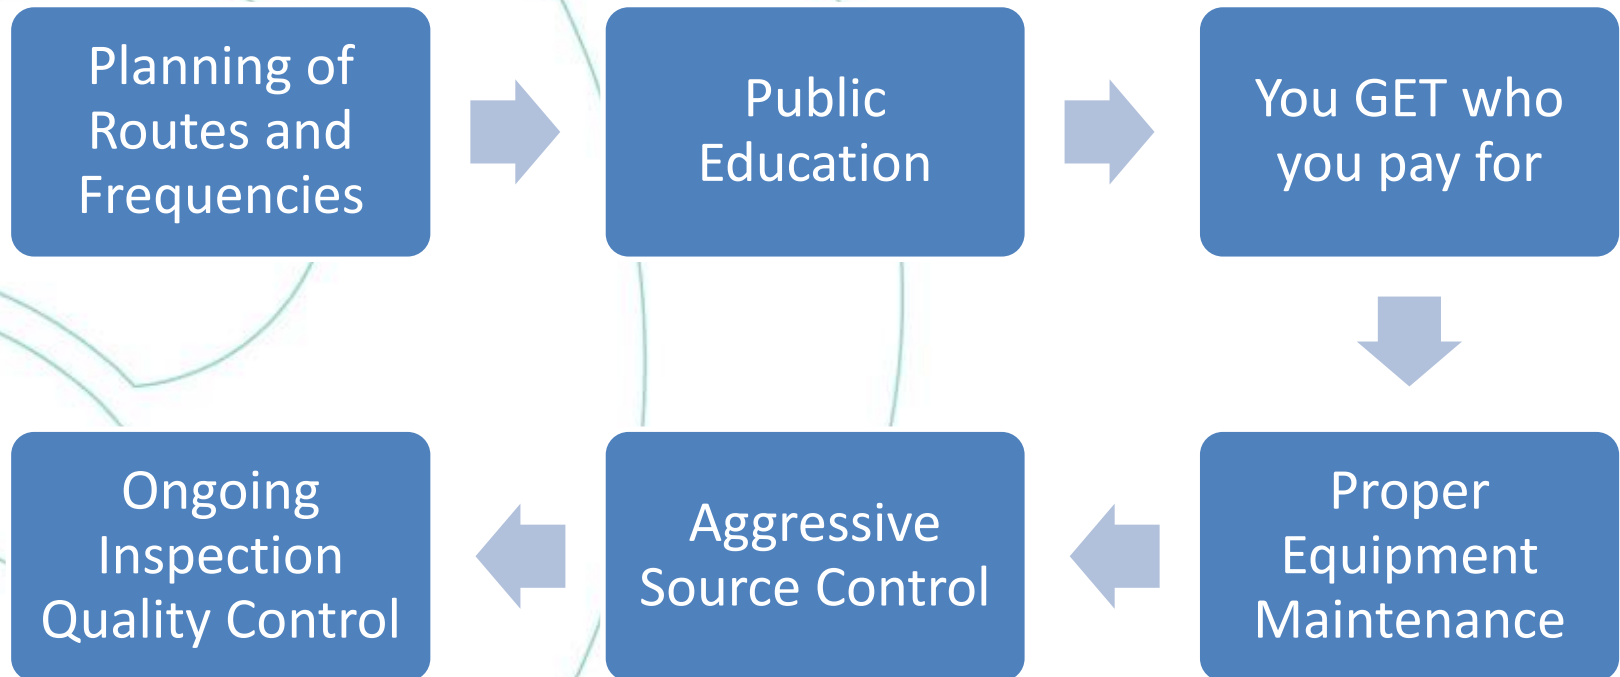 Planning of
Routes and
Frequencies
Public
Education
You GET who
you pay for
Proper
Equipment
Maintenance
Aggressive
Source Control
Ongoing
Inspection
Quality Control